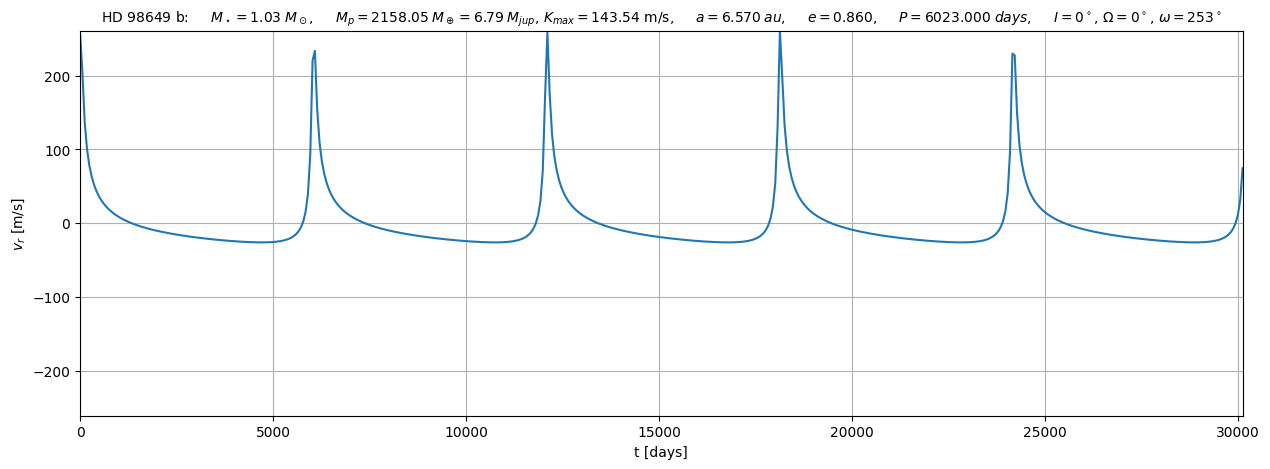 HD 98649 b: M⋆ = 1.03 M⊙, Mp = 2158.05 M⊕ = 6.79 Mjup, Kmax = 143.54 m/s, a = 6.570 au, e = 0.860, P = 6023.000 days, I = 0°, Ω = 0°, ω = 253°
200
100
0
−100
−200
vr [m/s]
0 5000 10000 15000 20000 25000 30000
t [days]